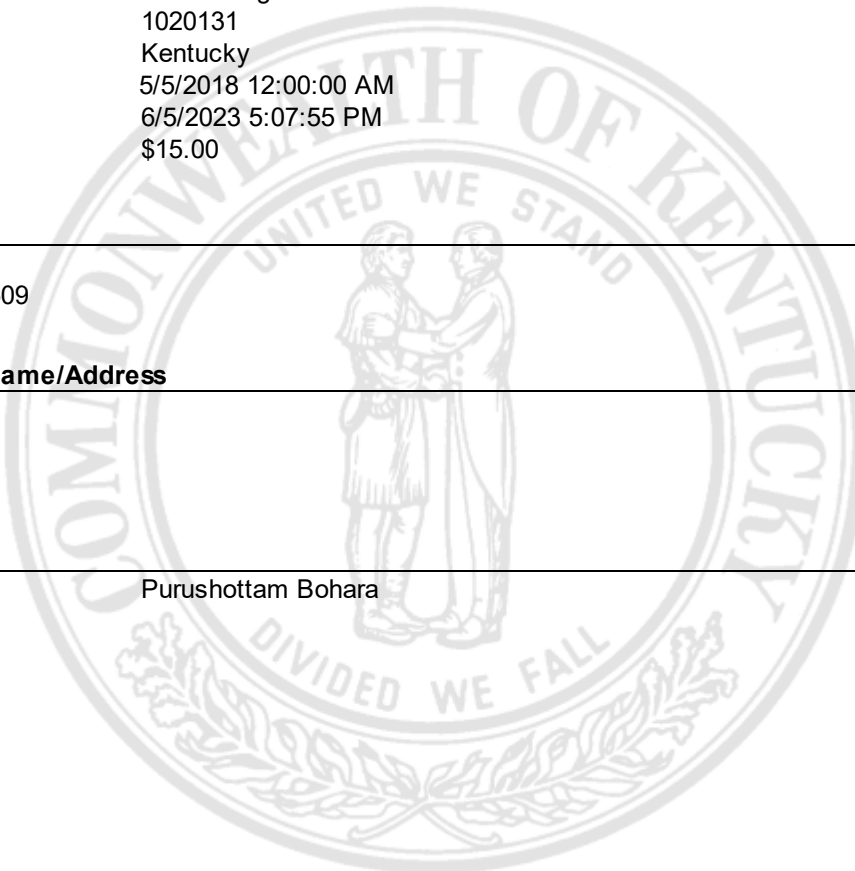 1020131
Kentucky
5/5/2018 12:00:00 AM
6/5/2023 5:07:55 PM
$15.00
COMMONWEALTH OF KENTUCKY
UNITED WE STAND
09
ame/Address
Purushottam Bohara
DIVIDED WE FALL